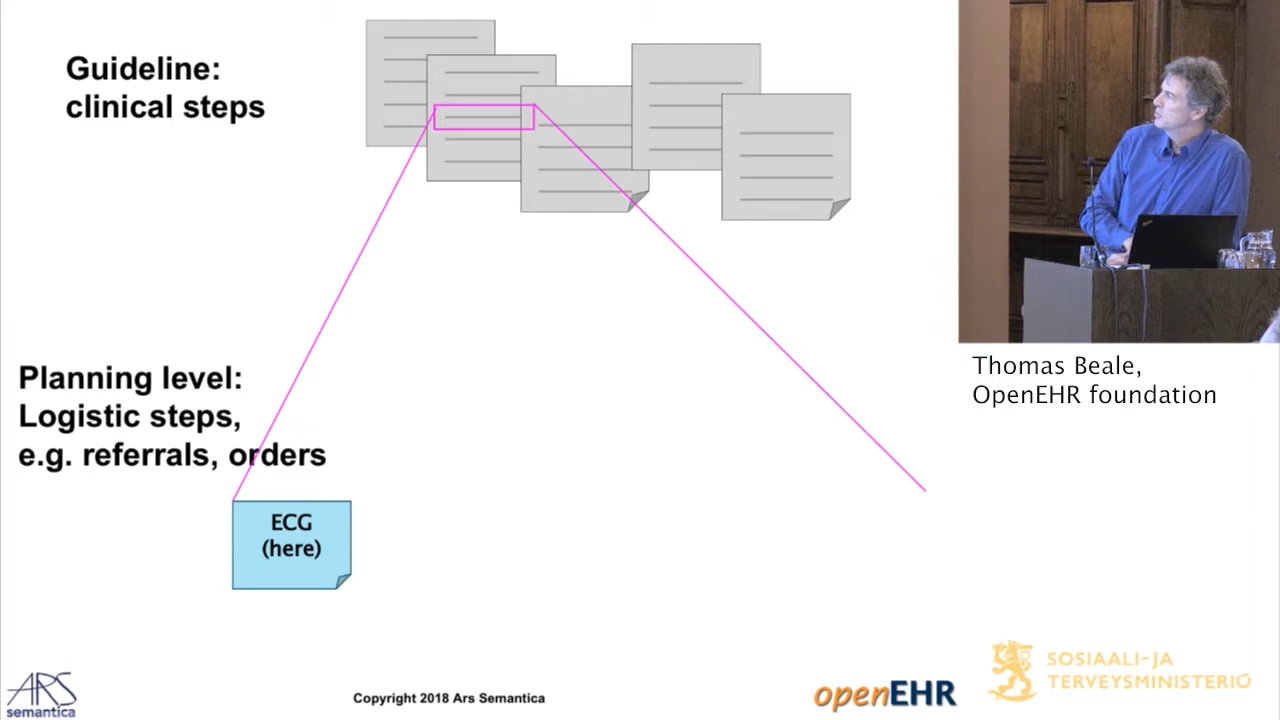 Guideline:
clinical steps
Thomas Beale,
OpenEHR foundation
Planning level:
Logistic steps,
e.g. referrals, orders
ECG
(here)
ARS
semantica
Copyright 2018 Ars Semantica
openEHR
SOSIAALI-JA
TERVEYSMINISTERIÖ